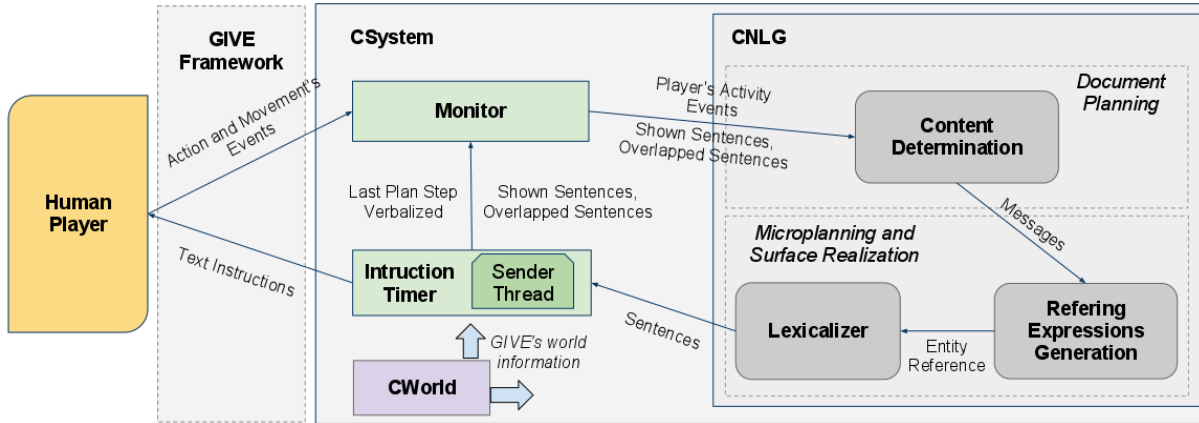 GIVE
Framework
CSystem
CNLG
Human
Player
Action and Movement's
Events
Text Instructions
Monitor
Player's Activity
Events
Shown Sentences,
Overlapped Sentences
Document
Planning
Content
Determination
Last Plan Step
Verbalized
Shown Sentences,
Overlapped Sentences
Messages
Microplanning and
Surface Realization
Intruction
Timer
Sender
Thread
Sentences
Lexicalizer
Entity
Reference
Refering
Expressions
Generation
GIVE's world
information
CWorld